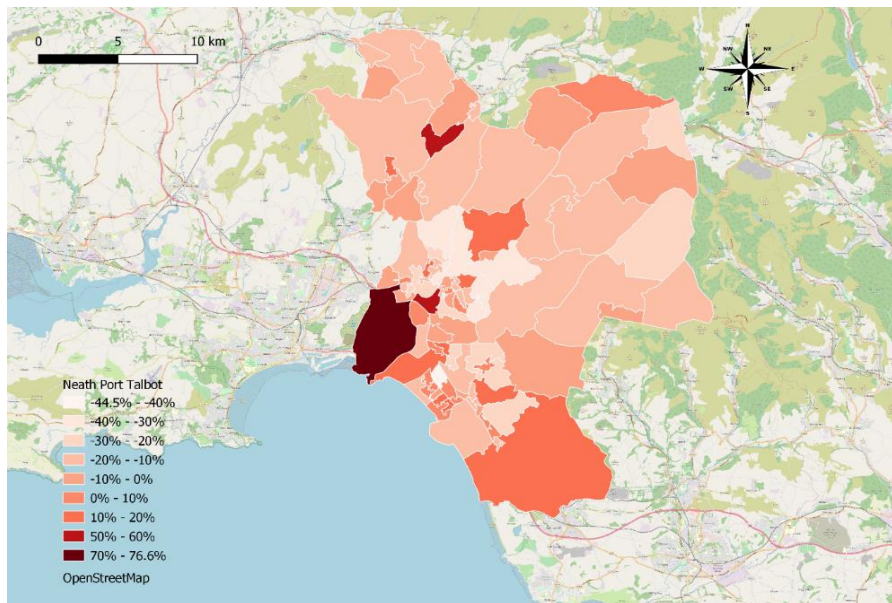 0 5 10 km
N
NW NE
W E
SW SE
S
Neath Port Talbot
-44.5% - -40%
-40% - -30%
-30% - -20%
-20% - -10%
-10% - 0%
0% - 10%
10% - 20%
50% - 60%
70% - 76.6%
OpenStreetMap